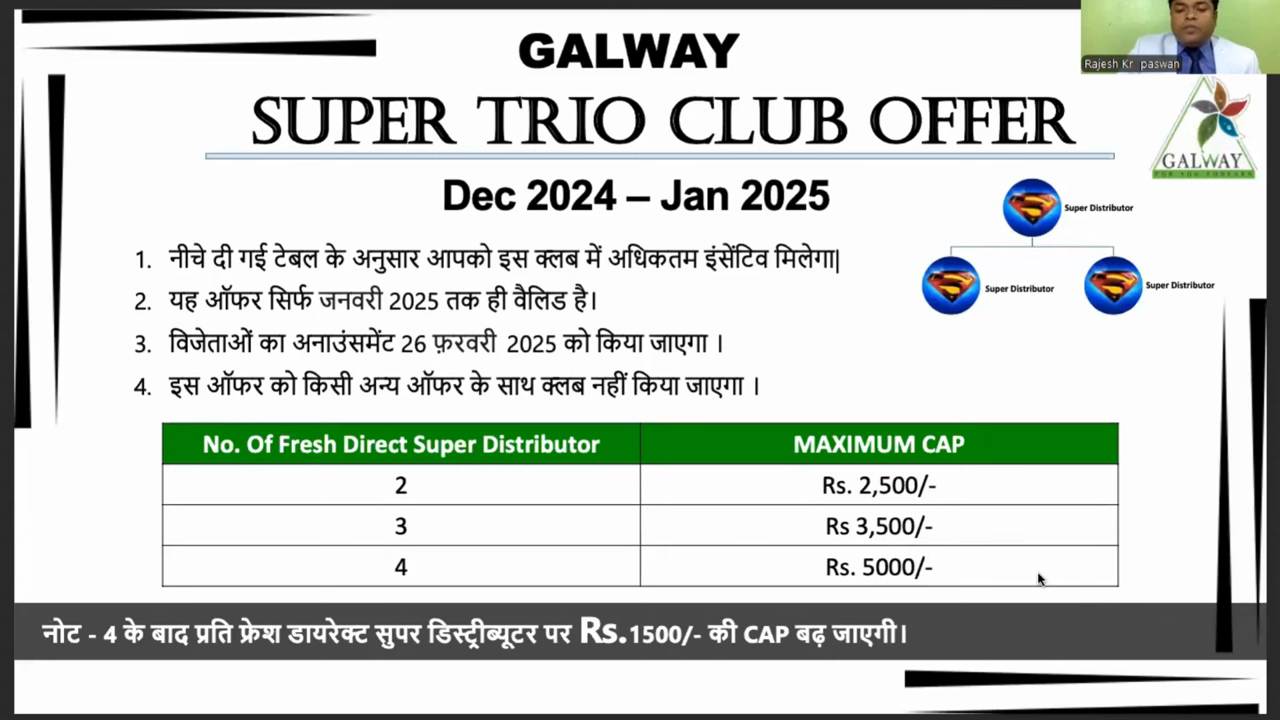 GALWAY
Rajesh Kr paswan
SUPER TRIO CLUB OFFER
GALWAY
Dec 2024 – Jan 2025
Super Distributor
Super Distributor
Super Distributor
1. नीचे दी गई टेबल के अनुसार आपको इस क्लब में अधिकतम इंसेंटिव मिलेगा|
2. यह ऑफर सिर्फ जनवरी 2025 तक ही वैलिड है।
3. विजेताओं का अनाउंसमेंट 26 फ़रवरी 2025 को किया जाएगा ।
4. इस ऑफर को किसी अन्य ऑफर के साथ क्लब नहीं किया जाएगा ।
No. Of Fresh Direct Super Distributor MAXIMUM CAP
2 Rs. 2,500/-
3 Rs 3,500/-
4 Rs. 5000/-
नोट - 4 के बाद प्रति फ्रेश डायरेक्ट सुपर डिस्ट्रीब्यूटर पर Rs.1500/- की CAP बढ़ जाएगी।